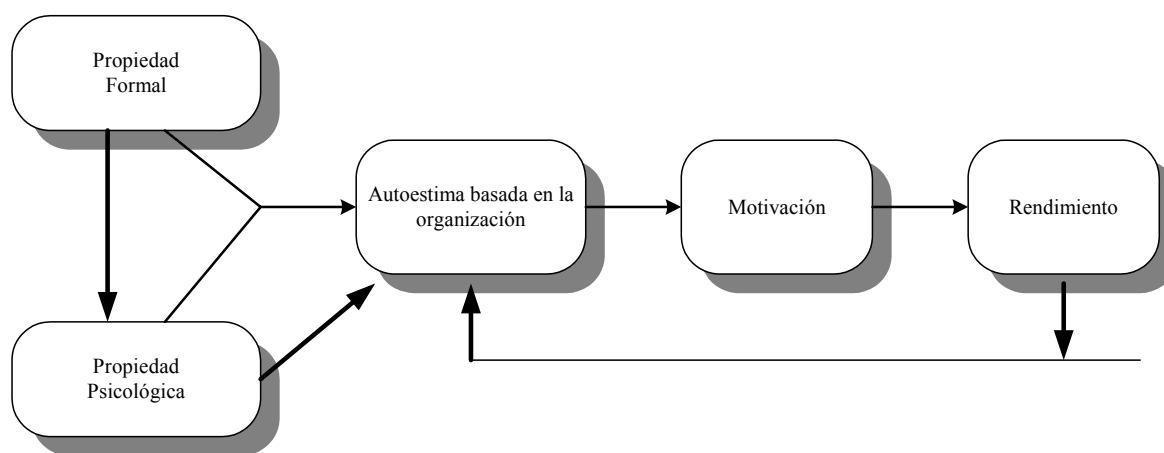 Propiedad
Formal
Autoestima basada en la
organización
Motivación
Rendimiento
Propiedad
Psicológica